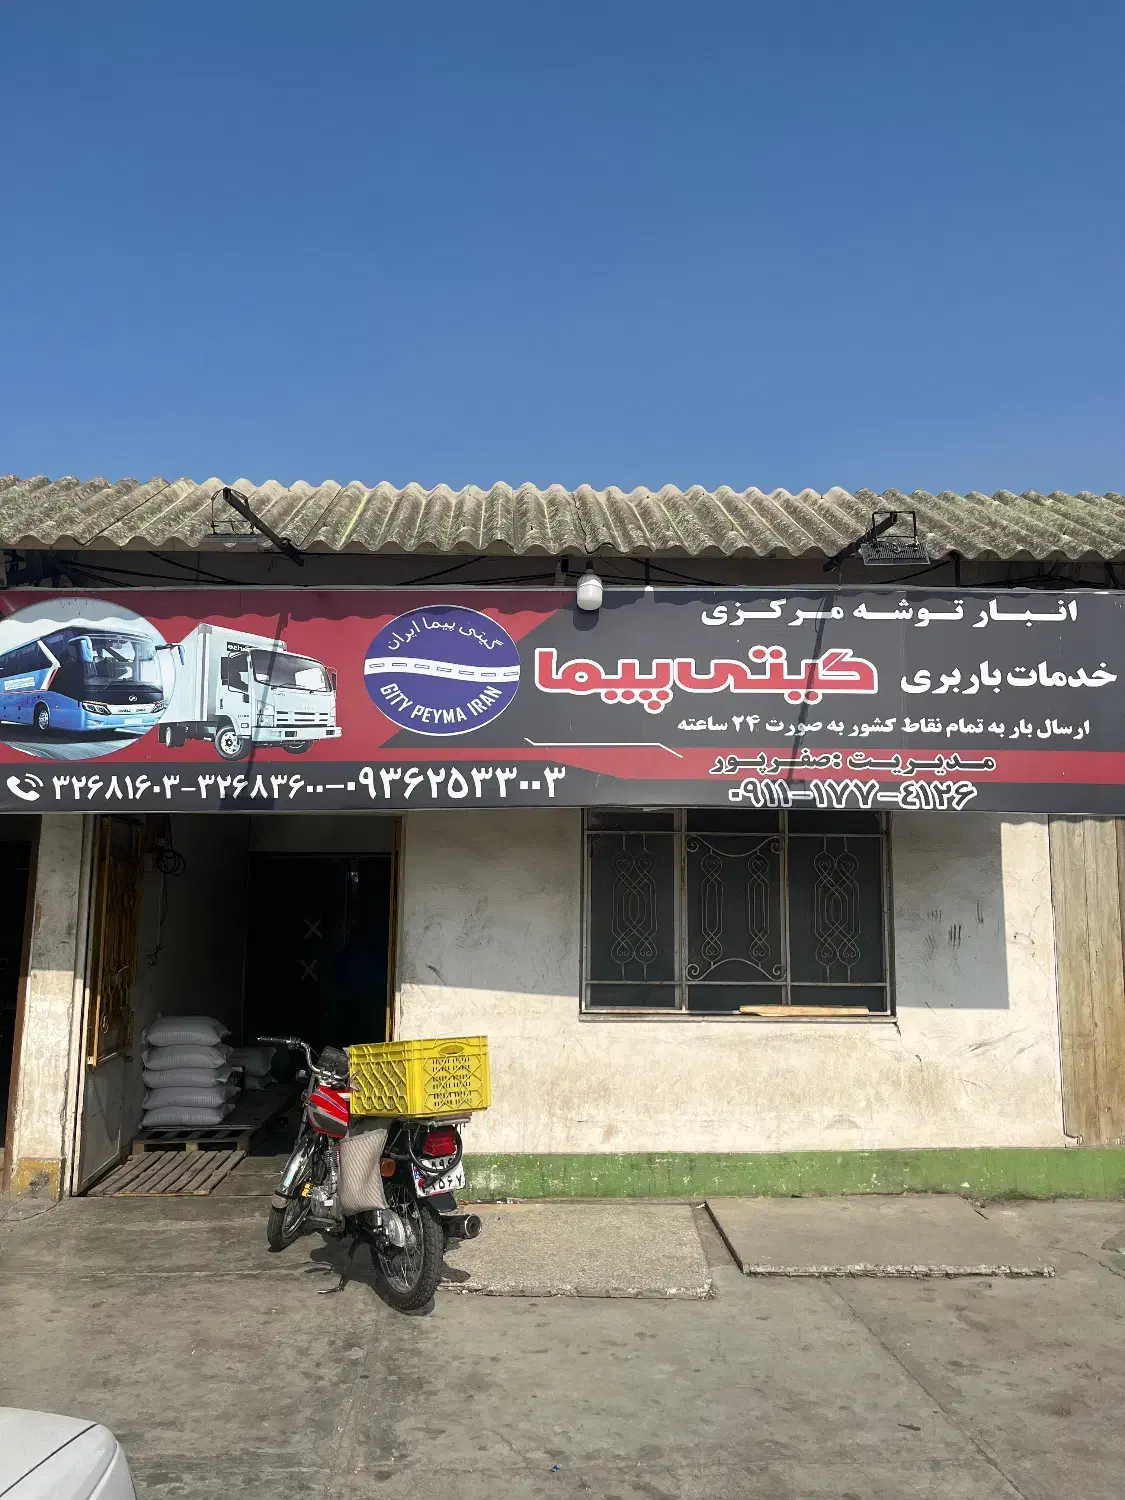 انبار توشه مرکزی
خدمات باربری گیتی‌پیما
ارسال بار به تمام نقاط کشور به صورت ۲۴ ساعته
مدیریت :صفرپور
۰۹۱۱-۱۷۷-٤۱۲۶
گیتی پیما ایران
GITY PEYMA IRAN
۳۲۶۸۱۶۰۳-۳۲۶۸۳۶۰۰-۰۹۳۶۲۵۳۳۰۰۳